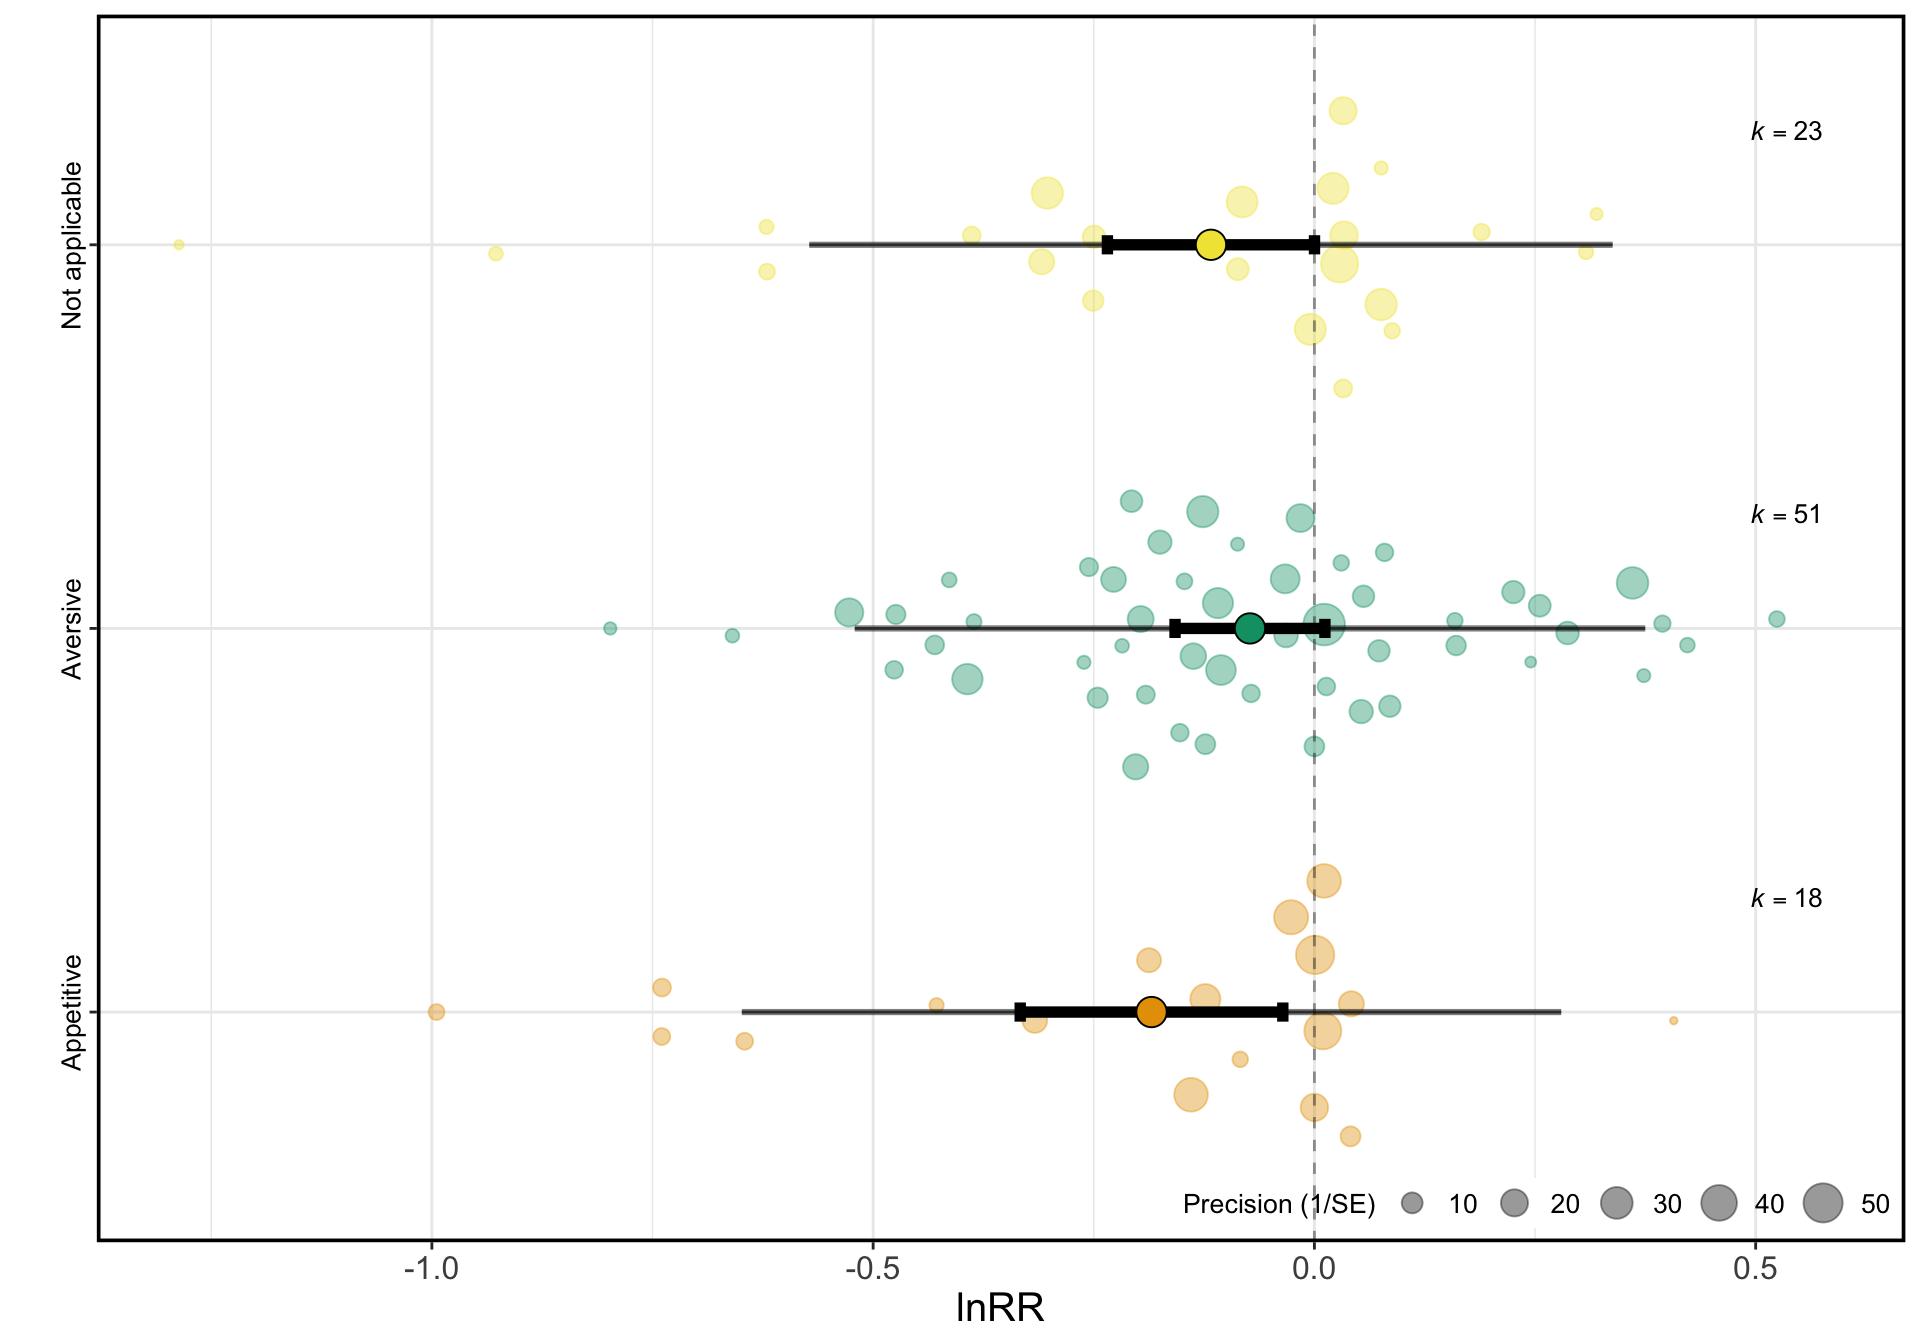 Not applicable
k = 23
Aversive
k = 51
Appetitive
k = 18
Precision (1/SE) 10 20 30 40 50
-1.0 -0.5 0.0 0.5
lnRR